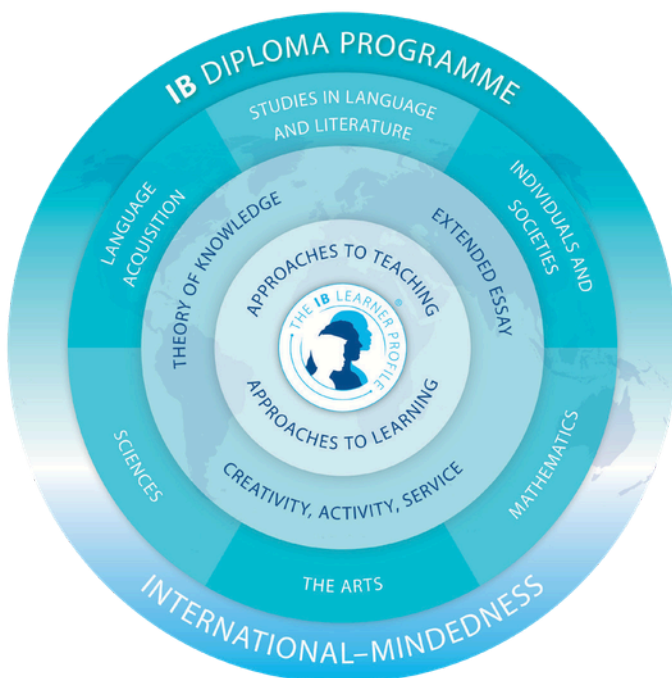 IB DIPLOMA PROGRAMME
STUDIES IN LANGUAGE
AND LITERATURE
LANGUAGE
ACQUISITION
INDIVIDUALS AND
SOCIETIES
THEORY OF KNOWLEDGE
EXTENDED ESSAY
APPROACHES TO TEACHING
THE IB LEARNER PROFILE
®
APPROACHES TO LEARNING
CREATIVITY, ACTIVITY, SERVICE
SCIENCES
MATHEMATICS
THE ARTS
INTERNATIONAL–MINDEDNESS